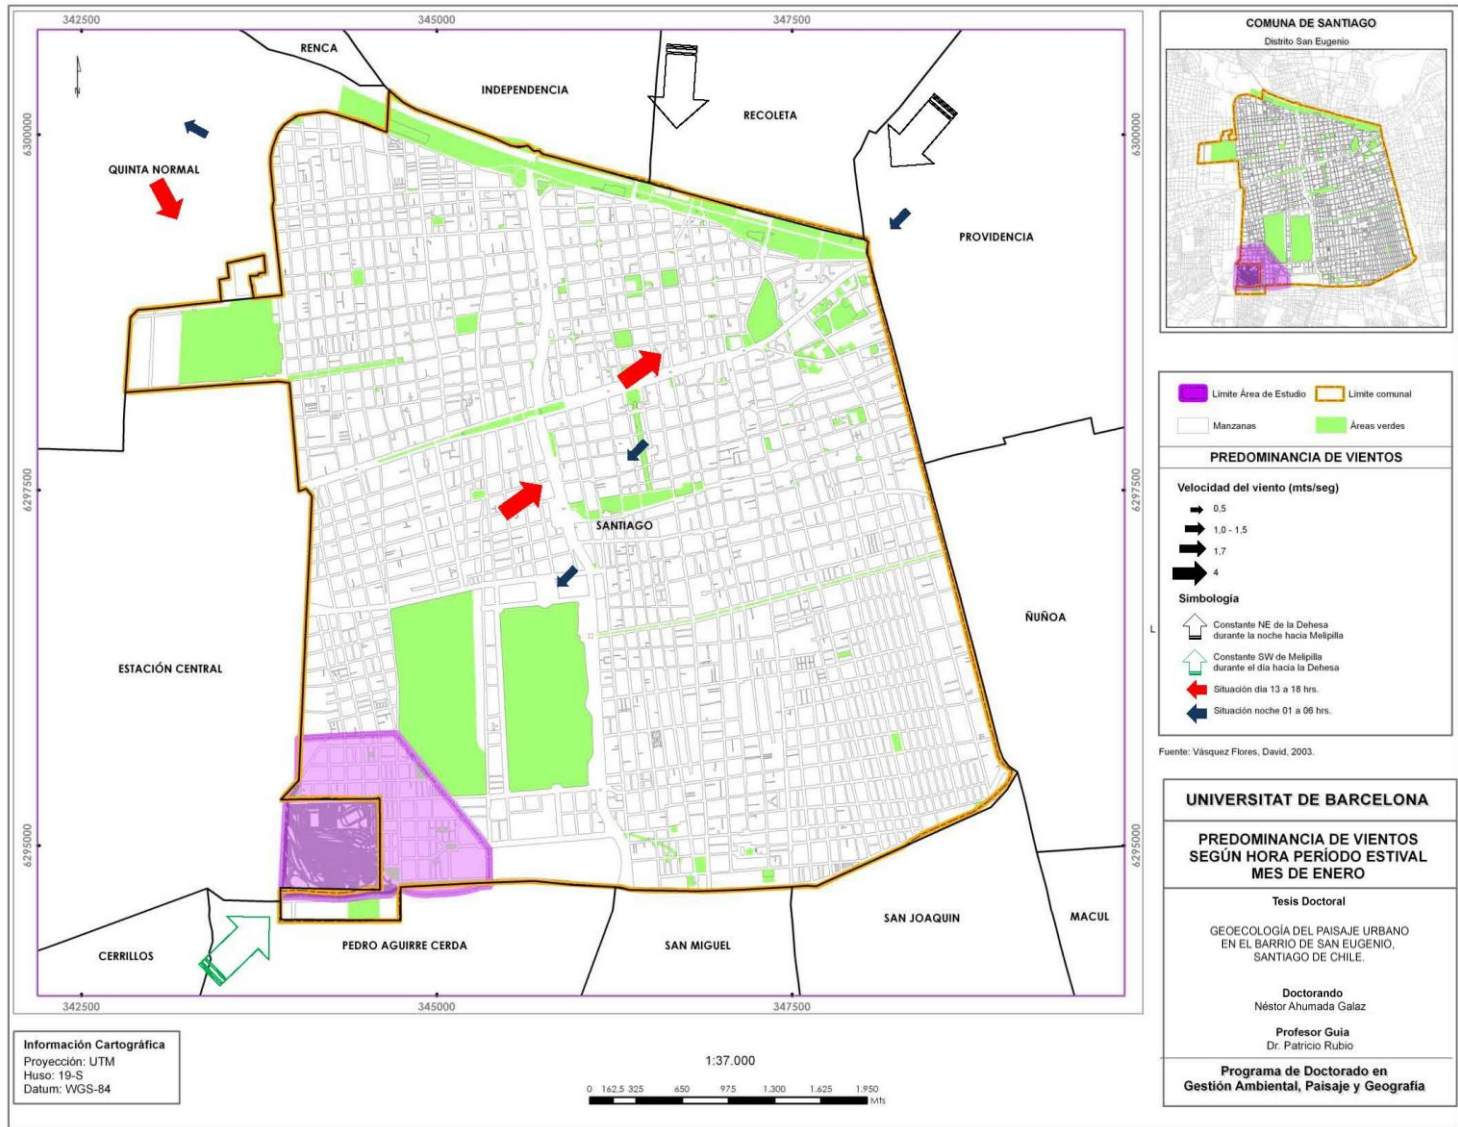 342500
345000
347500
RENCA
INDEPENDENCIA
RECOLETA
QUINTA NORMAL
PROVIDENCIA
SANTIAGO
ESTACIÓN CENTRAL
ÑUÑOA
CERRILLOS
PEDRO AGUIRRE CERDA
SAN MIGUEL
SAN JOAQUIN
MACUL
6300000
6297500
6295000
6300000
6297500
6295000
342500
345000
347500
N
COMUNA DE SANTIAGO
Distrito San Eugenio
Límite Área de Estudio
Límite comunal
Manzanas
Áreas verdes
PREDOMINANCIA DE VIENTOS
Velocidad del viento (mts/seg)
0,5
1,0 - 1,5
1,7
4
Simbología
Constante NE de la Dehesa
durante la noche hacia Melipilla
Constante SW de Melipilla
durante el día hacia la Dehesa
Situación día 13 a 18 hrs.
Situación noche 01 a 06 hrs.
Fuente: Vásquez Flores, David, 2003.
UNIVERSITAT DE BARCELONA
PREDOMINANCIA DE VIENTOS
SEGÚN HORA PERÍODO ESTIVAL
MES DE ENERO
Tesis Doctoral
GEOECOLOGÍA DEL PAISAJE URBANO
EN EL BARRIO DE SAN EUGENIO,
SANTIAGO DE CHILE.
Doctorando
Néstor Ahumada Galaz
Profesor Guía
Dr. Patricio Rubio
Programa de Doctorado en
Gestión Ambiental, Paisaje y Geografía
Información Cartográfica
Proyección: UTM
Huso: 19-S
Datum: WGS-84
1:37.000
0 162,5 325 650 975 1.300 1.625 1.950
Mts